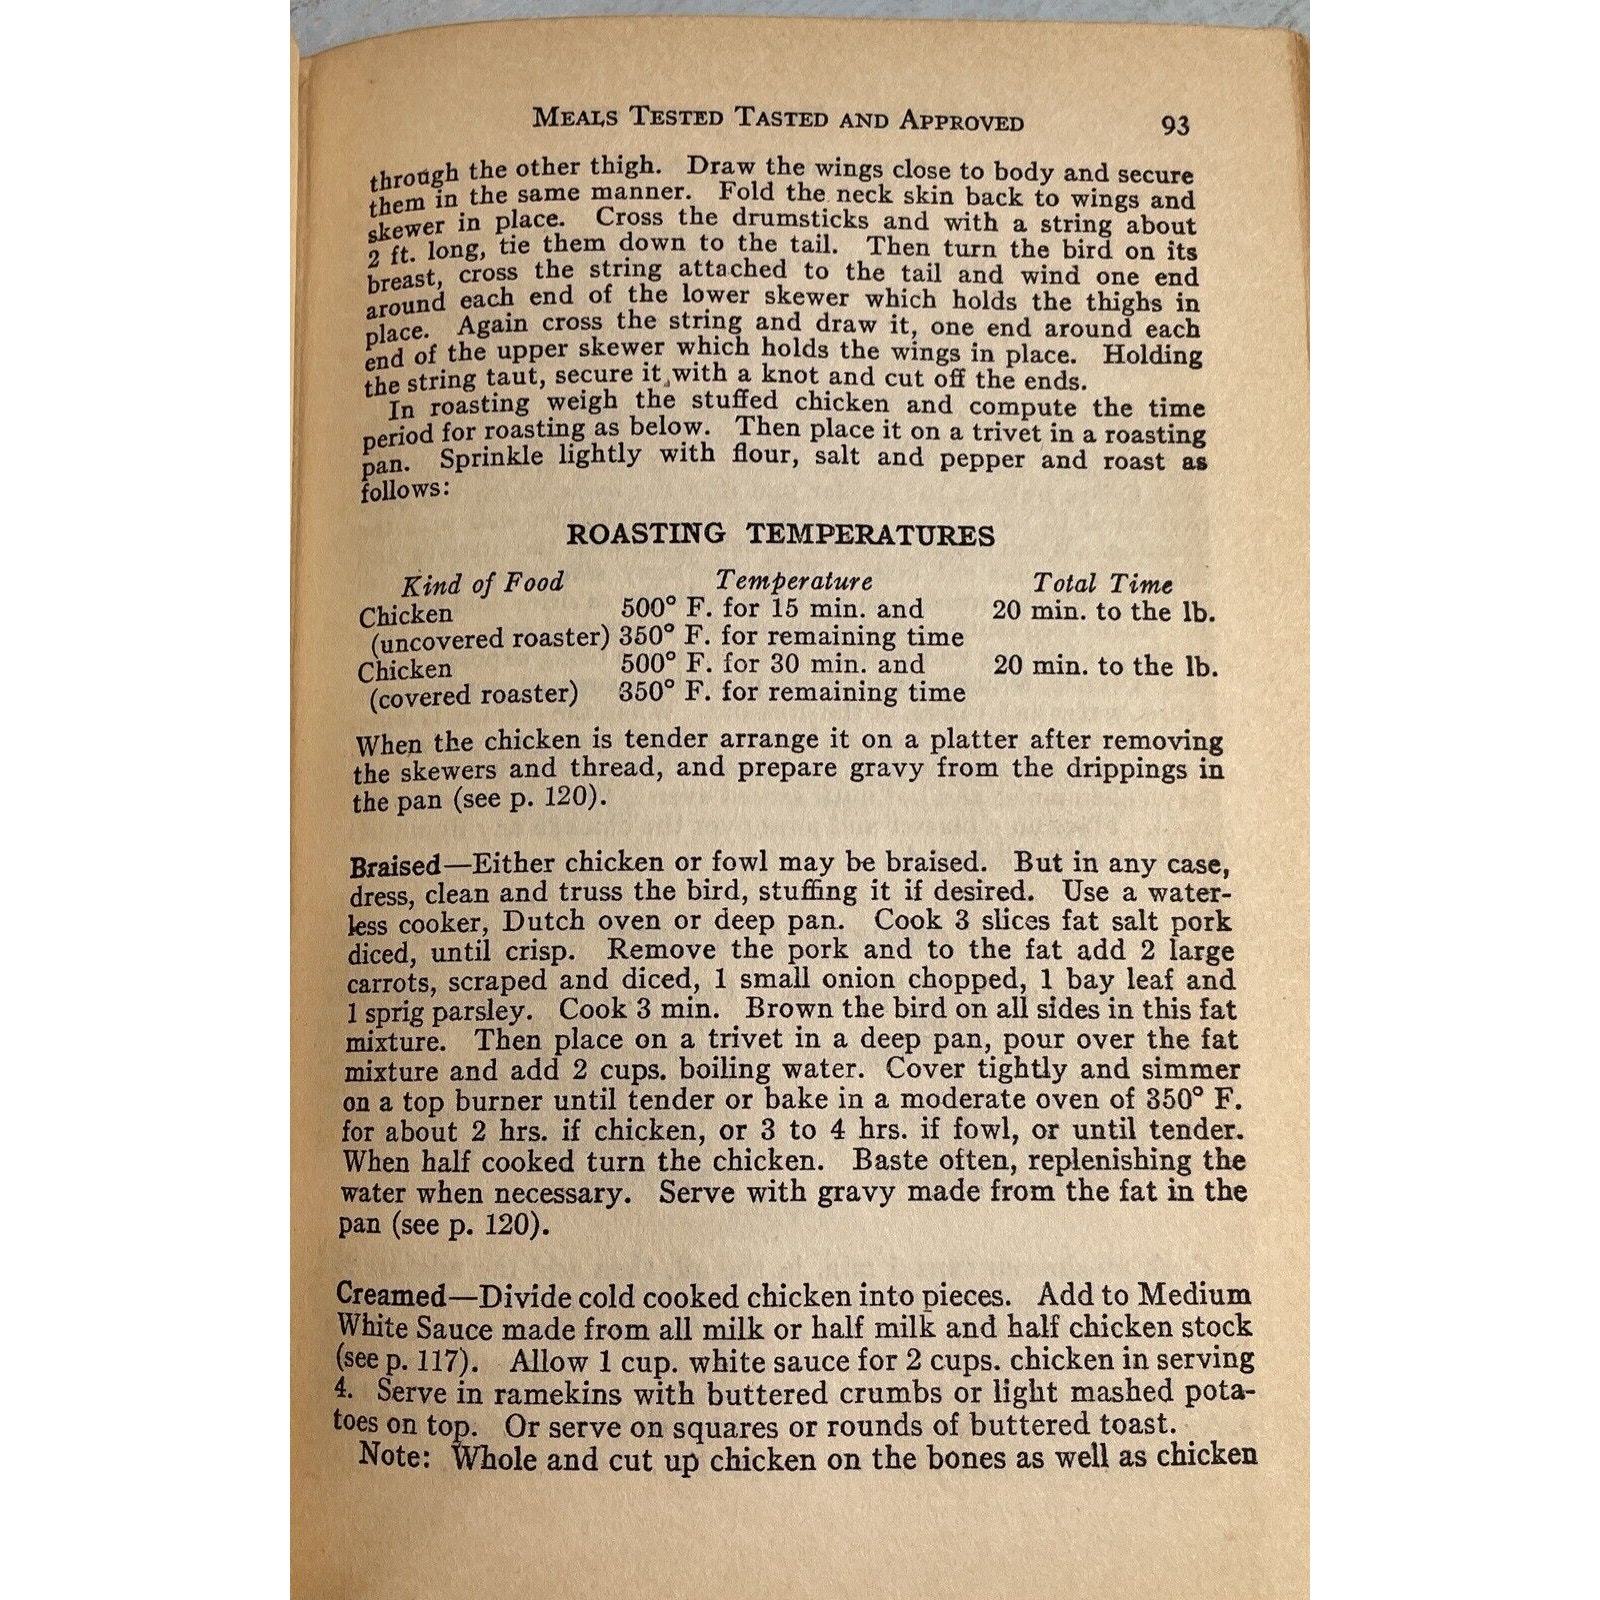 MEALS TESTED TASTED AND APPROVED 93
through the other thigh. Draw the wings close to body and secure
them in the same manner. Fold the neck skin back to wings and
skewer in place. Cross the drumsticks and with a string about
2 ft. long, tie them down to the tail. Then turn the bird on its
breast, cross the string attached to the tail and wind one end
around each end of the lower skewer which holds the thighs in
place. Again cross the string and draw it, one end around each
end of the upper skewer which holds the wings in place. Holding
the string taut, secure it with a knot and cut off the ends.
In roasting weigh the stuffed chicken and compute the time
period for roasting as below. Then place it on a trivet in a roasting
pan. Sprinkle lightly with flour, salt and pepper and roast as
follows:
ROASTING TEMPERATURES
Kind of Food Temperature Total Time
Chicken 500° F. for 15 min. and 20 min. to the lb.
(uncovered roaster) 350° F. for remaining time
Chicken 500° F. for 30 min. and 20 min. to the lb.
(covered roaster) 350° F. for remaining time
When the chicken is tender arrange it on a platter after removing
the skewers and thread, and prepare gravy from the drippings in
the pan (see p. 120).
Braised—Either chicken or fowl may be braised. But in any case,
dress, clean and truss the bird, stuffing it if desired. Use a water-
less cooker, Dutch oven or deep pan. Cook 3 slices fat salt pork
diced, until crisp. Remove the pork and to the fat add 2 large
carrots, scraped and diced, 1 small onion chopped, 1 bay leaf and
1 sprig parsley. Cook 3 min. Brown the bird on all sides in this fat
mixture. Then place on a trivet in a deep pan, pour over the fat
mixture and add 2 cups. boiling water. Cover tightly and simmer
on a top burner until tender or bake in a moderate oven of 350° F.
for about 2 hrs. if chicken, or 3 to 4 hrs. if fowl, or until tender.
When half cooked turn the chicken. Baste often, replenishing the
water when necessary. Serve with gravy made from the fat in the
pan (see p. 120).
Creamed—Divide cold cooked chicken into pieces. Add to Medium
White Sauce made from all milk or half milk and half chicken stock
(see p. 117). Allow 1 cup. white sauce for 2 cups. chicken in serving
4. Serve in ramekins with buttered crumbs or light mashed pota-
toes on top. Or serve on squares or rounds of buttered toast.
Note: Whole and cut up chicken on the bones as well as chicken